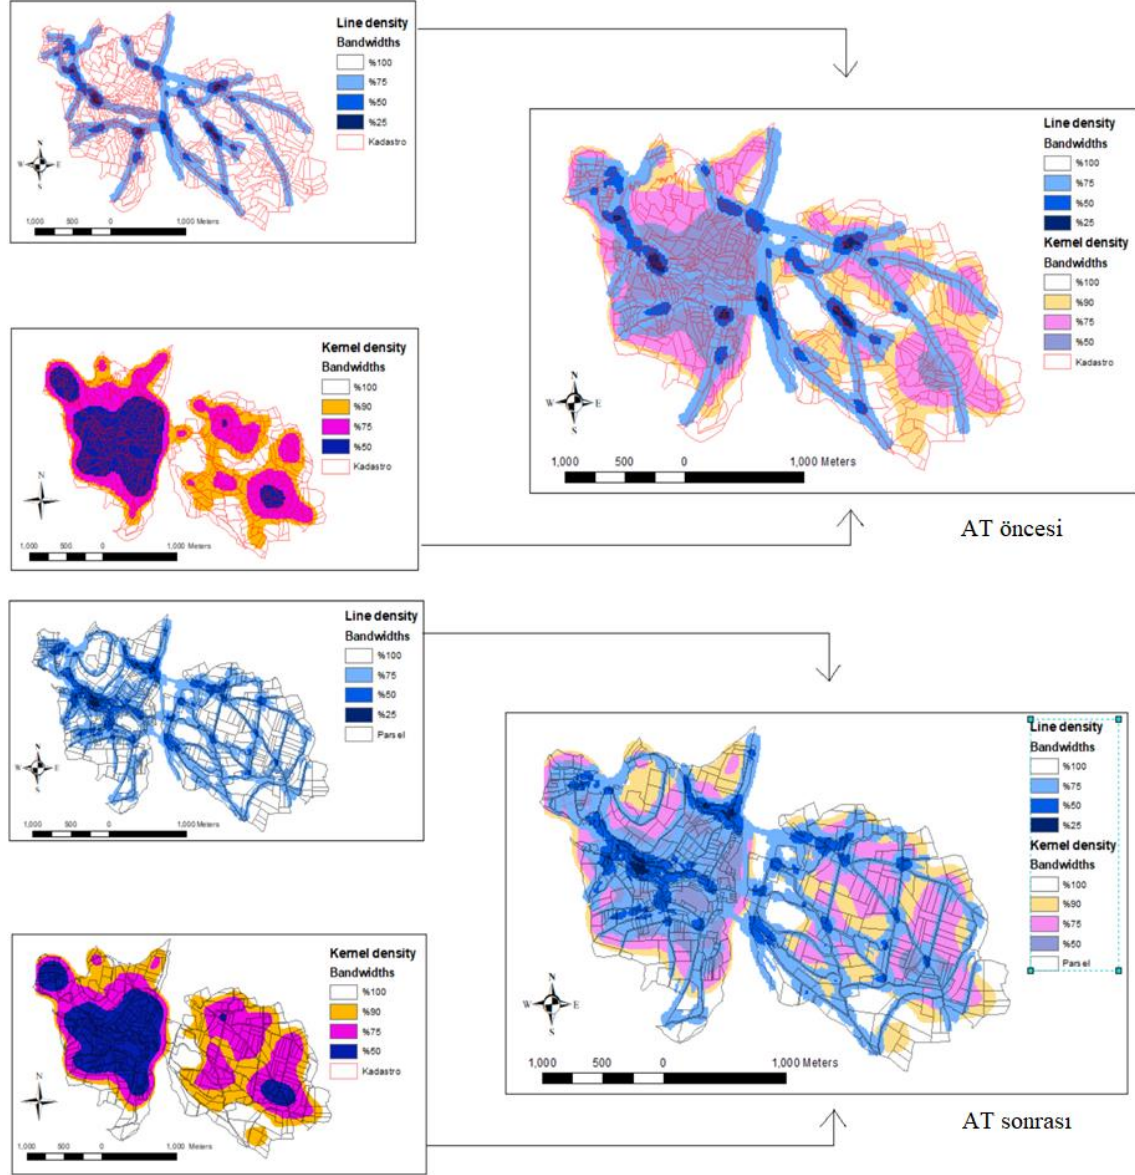 Line density
Bandwidths
%100
%75
%50
%25
Kadastro
N
W E
S
1,000 500 0 1,000 Meters
Line density
Bandwidths
%100
%75
%50
%25
Kernel density
Bandwidths
%100
%90
%75
%50
Kadastro
N
W E
S
1,000 500 0 1,000 Meters
AT öncesi
Kernel density
Bandwidths
%100
%90
%75
%50
Kadastro
N
1,000 500 0 1,000 Meters
Line density
Bandwidths
%100
%75
%50
%25
Parsel
N
W E
S
1,000 500 0 1,000 Meters
Line density
Bandwidths
%100
%75
%50
%25
Kernel density
Bandwidths
%100
%90
%75
%50
Parsel
N
W E
S
1,000 500 0 1,000 Meters
AT sonrası
Kernel density
Bandwidths
%100
%90
%75
%50
Kadastro
N
1,000 500 0 1,000 Meters